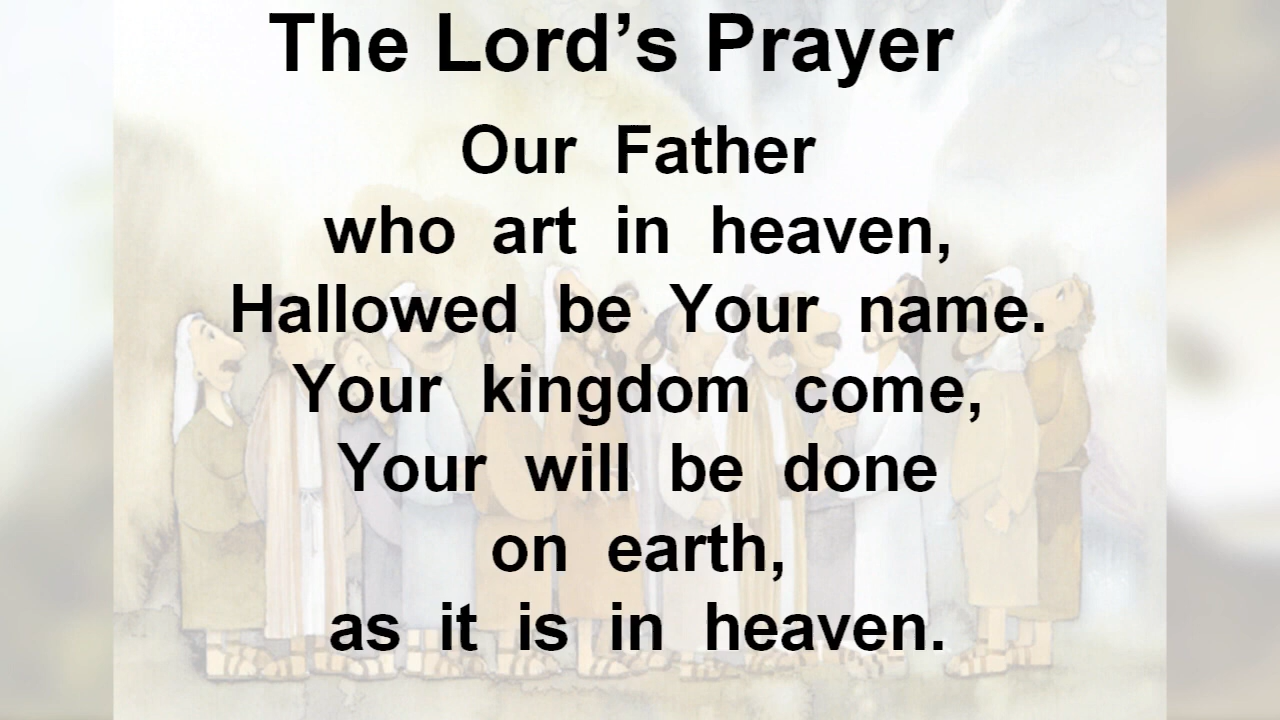 The Lord’s Prayer
Our Father
who art in heaven,
Hallowed be Your name.
Your kingdom come,
Your will be done
on earth,
as it is in heaven.